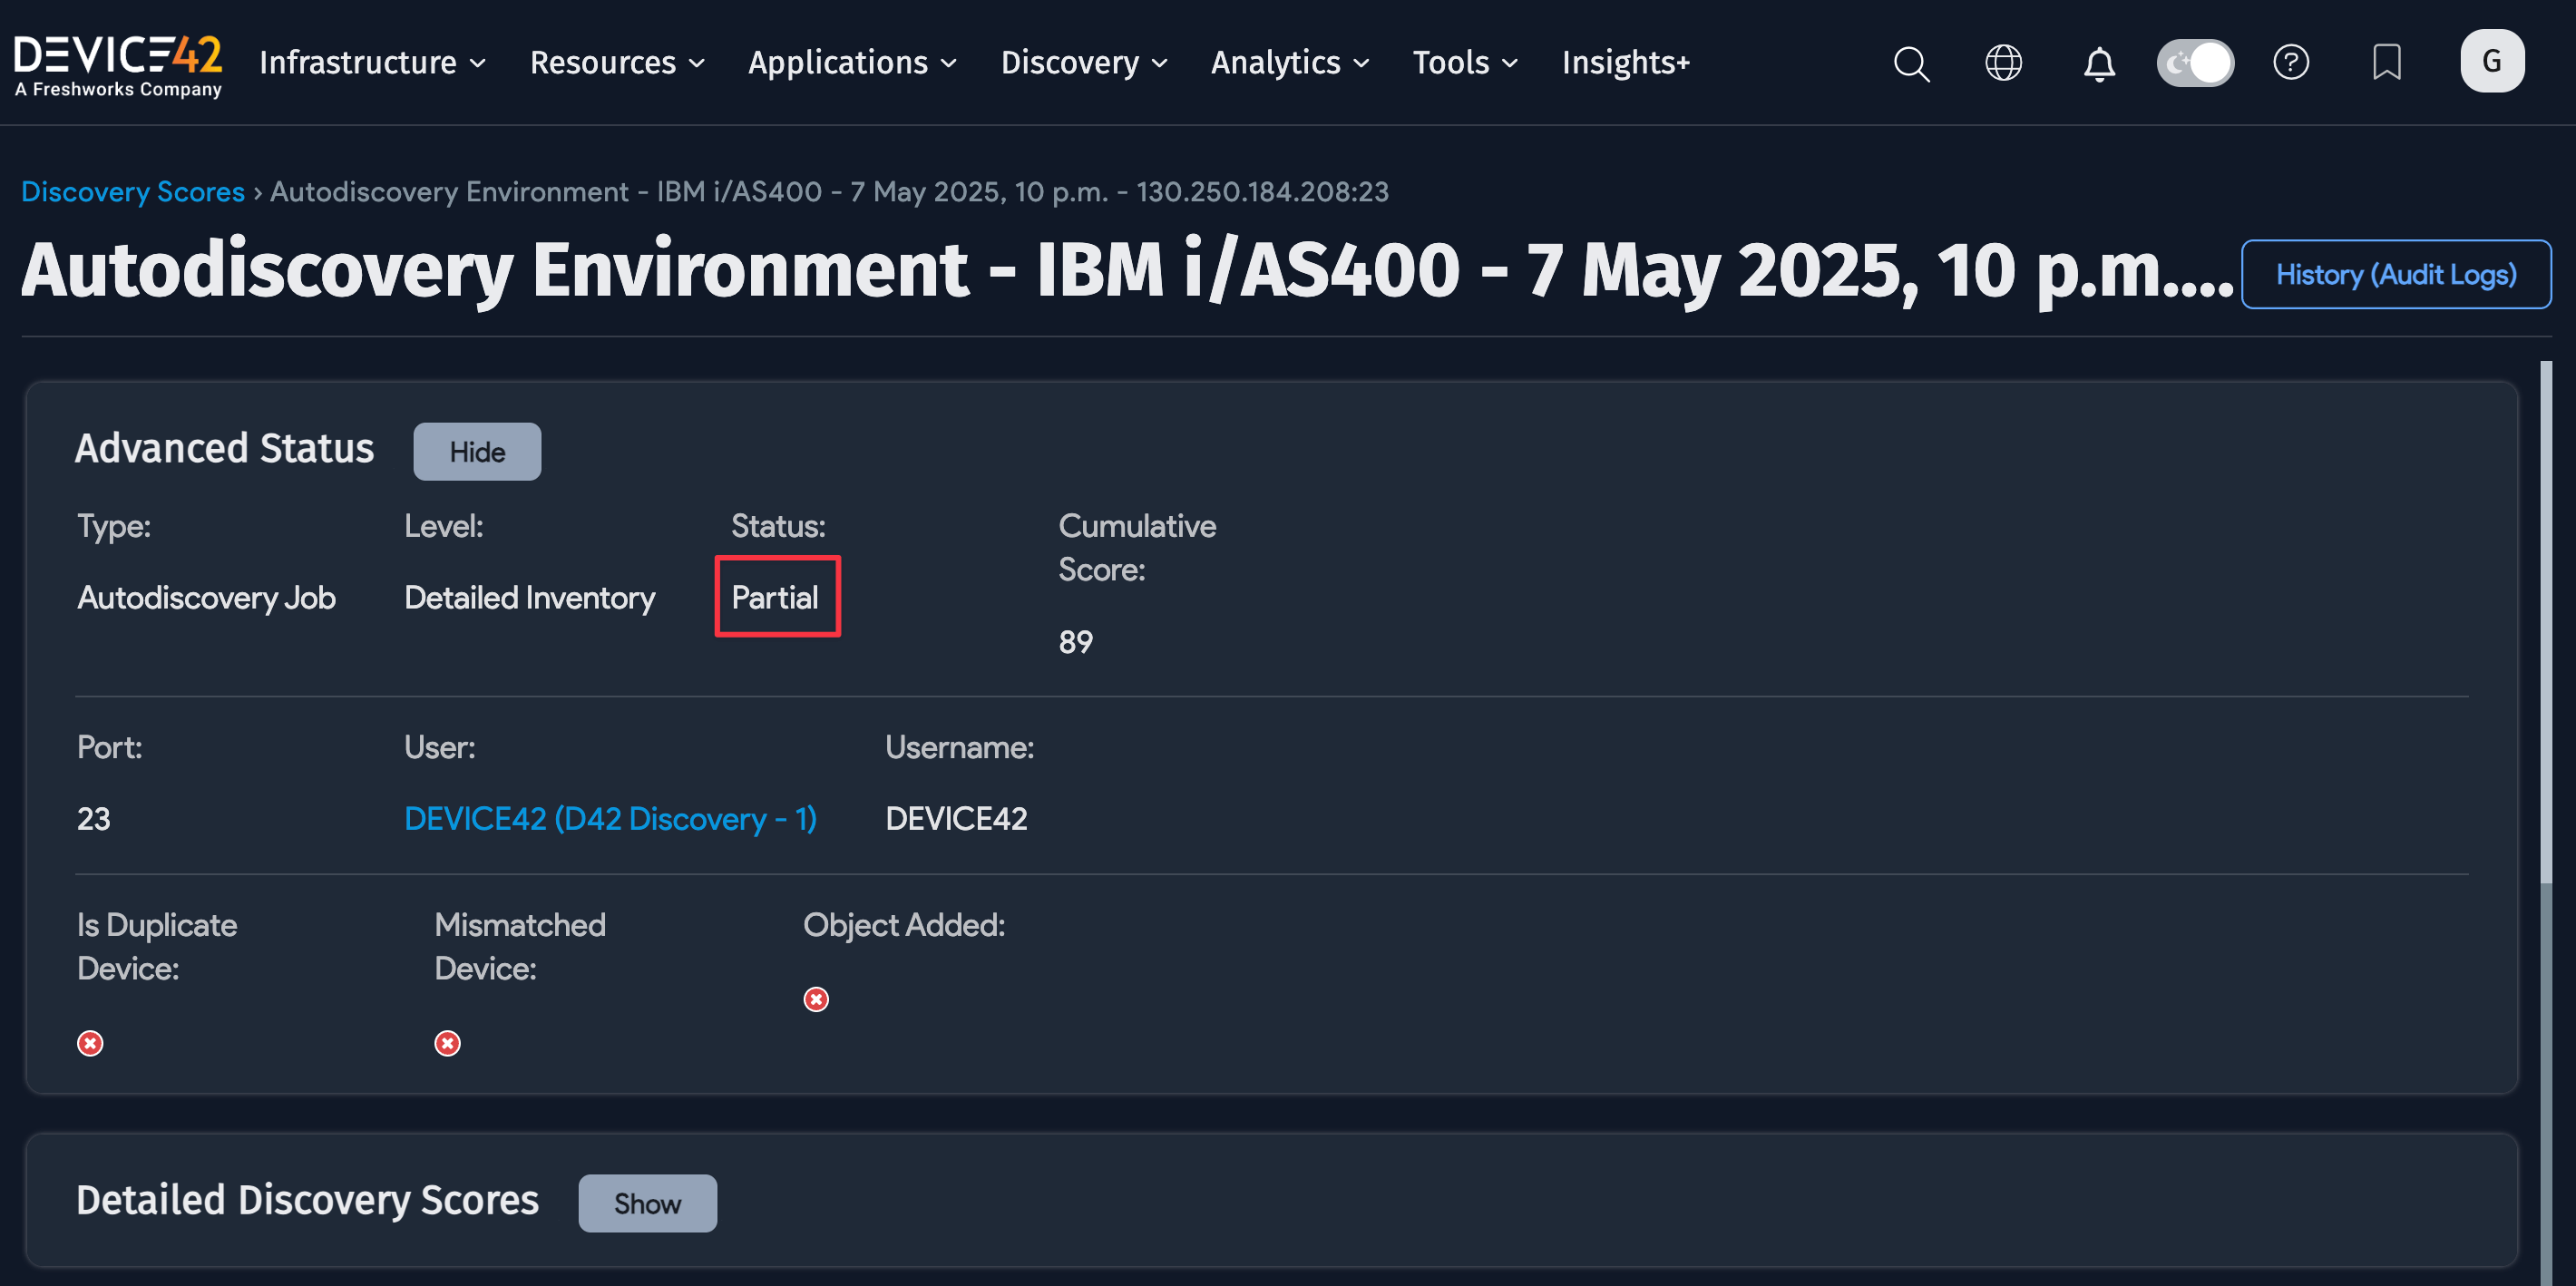 DEVICE42
A Freshworks Company
Infrastructure Resources Applications Discovery Analytics Tools Insights+
G
Discovery Scores › Autodiscovery Environment - IBM i/AS400 - 7 May 2025, 10 p.m. - 130.250.184.208:23
Autodiscovery Environment - IBM i/AS400 - 7 May 2025, 10 p.m....
History (Audit Logs)
Advanced Status
Hide
Type:
Autodiscovery Job
Level:
Detailed Inventory
Status:
Partial
Cumulative
Score:
89
Port:
23
User:
DEVICE42 (D42 Discovery - 1)
Username:
DEVICE42
Is Duplicate
Device:
Mismatched
Device:
Object Added:
Detailed Discovery Scores
Show